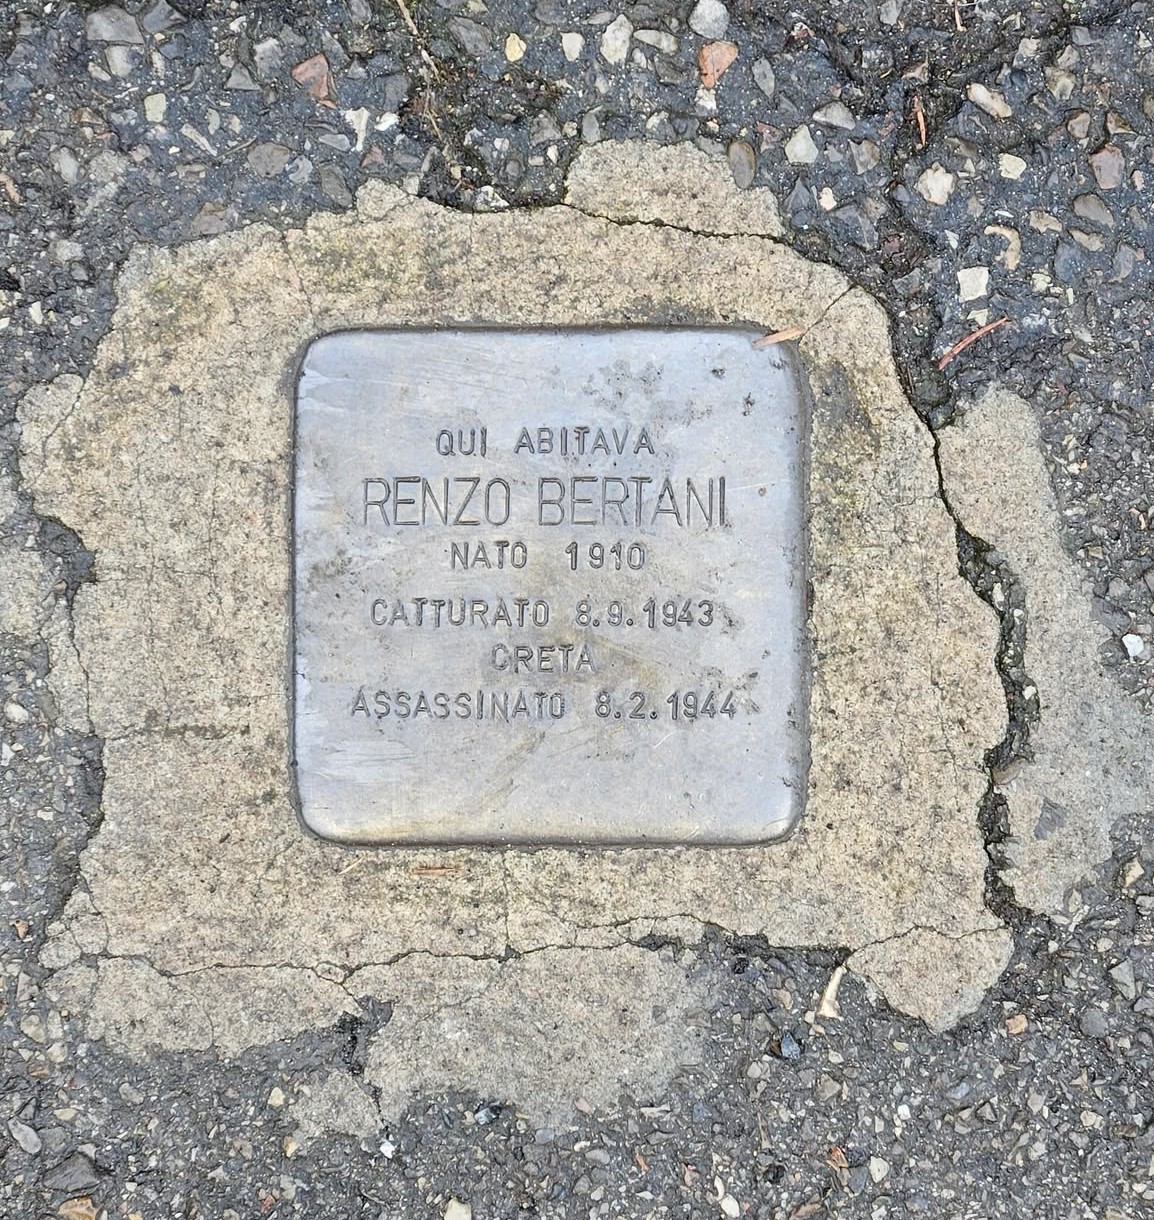 QUI ABITAVA
RENZO BERTANI
NATO 1910
CATTURATO 8.9.1943
CRETA
ASSASSINATO 8.2.1944